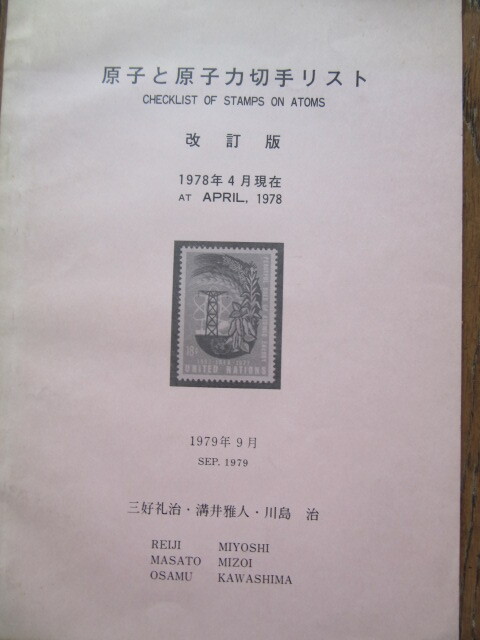 原子と原子力切手リスト
CHECKLIST OF STAMPS ON ATOMS
改訂版
1978年4月現在
AT APRIL, 1978
UNITED NATIONS
1979年9月
SEP. 1979
三好礼治・溝井雅人・川島 治
REIJI MIYOSHI
MASATO MIZOI
OSAMU KAWASHIMA